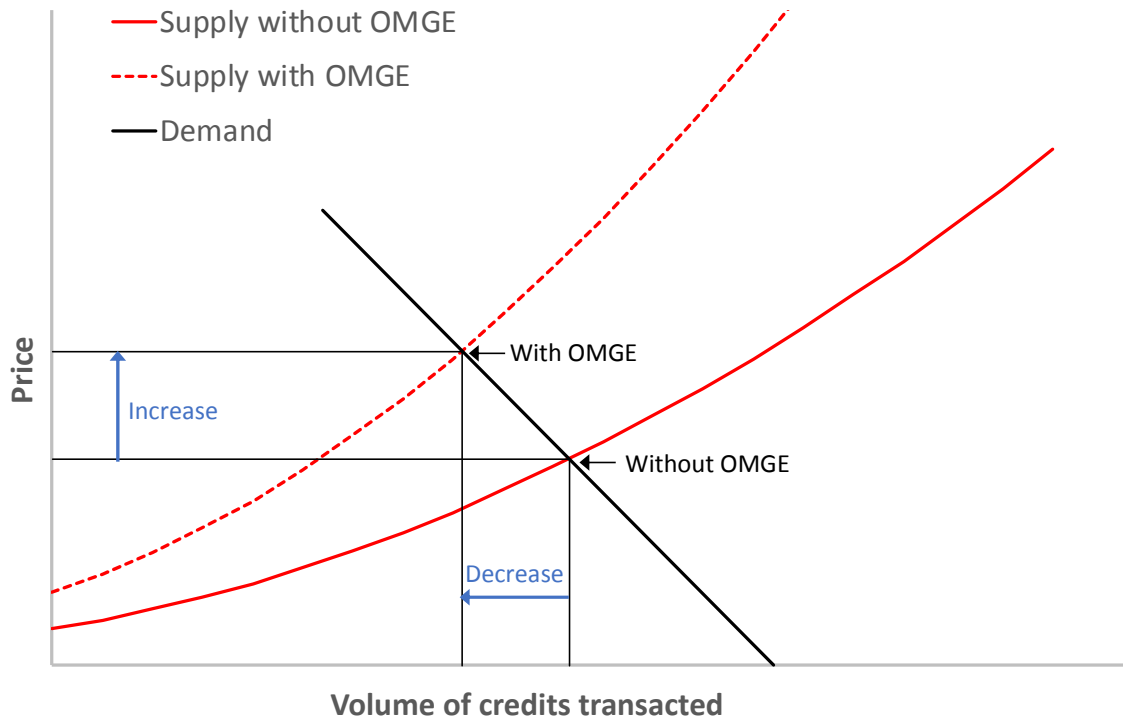 Supply without OMGE
Supply with OMGE
Demand
Price
With OMGE
Increase
Without OMGE
Decrease
Volume of credits transacted